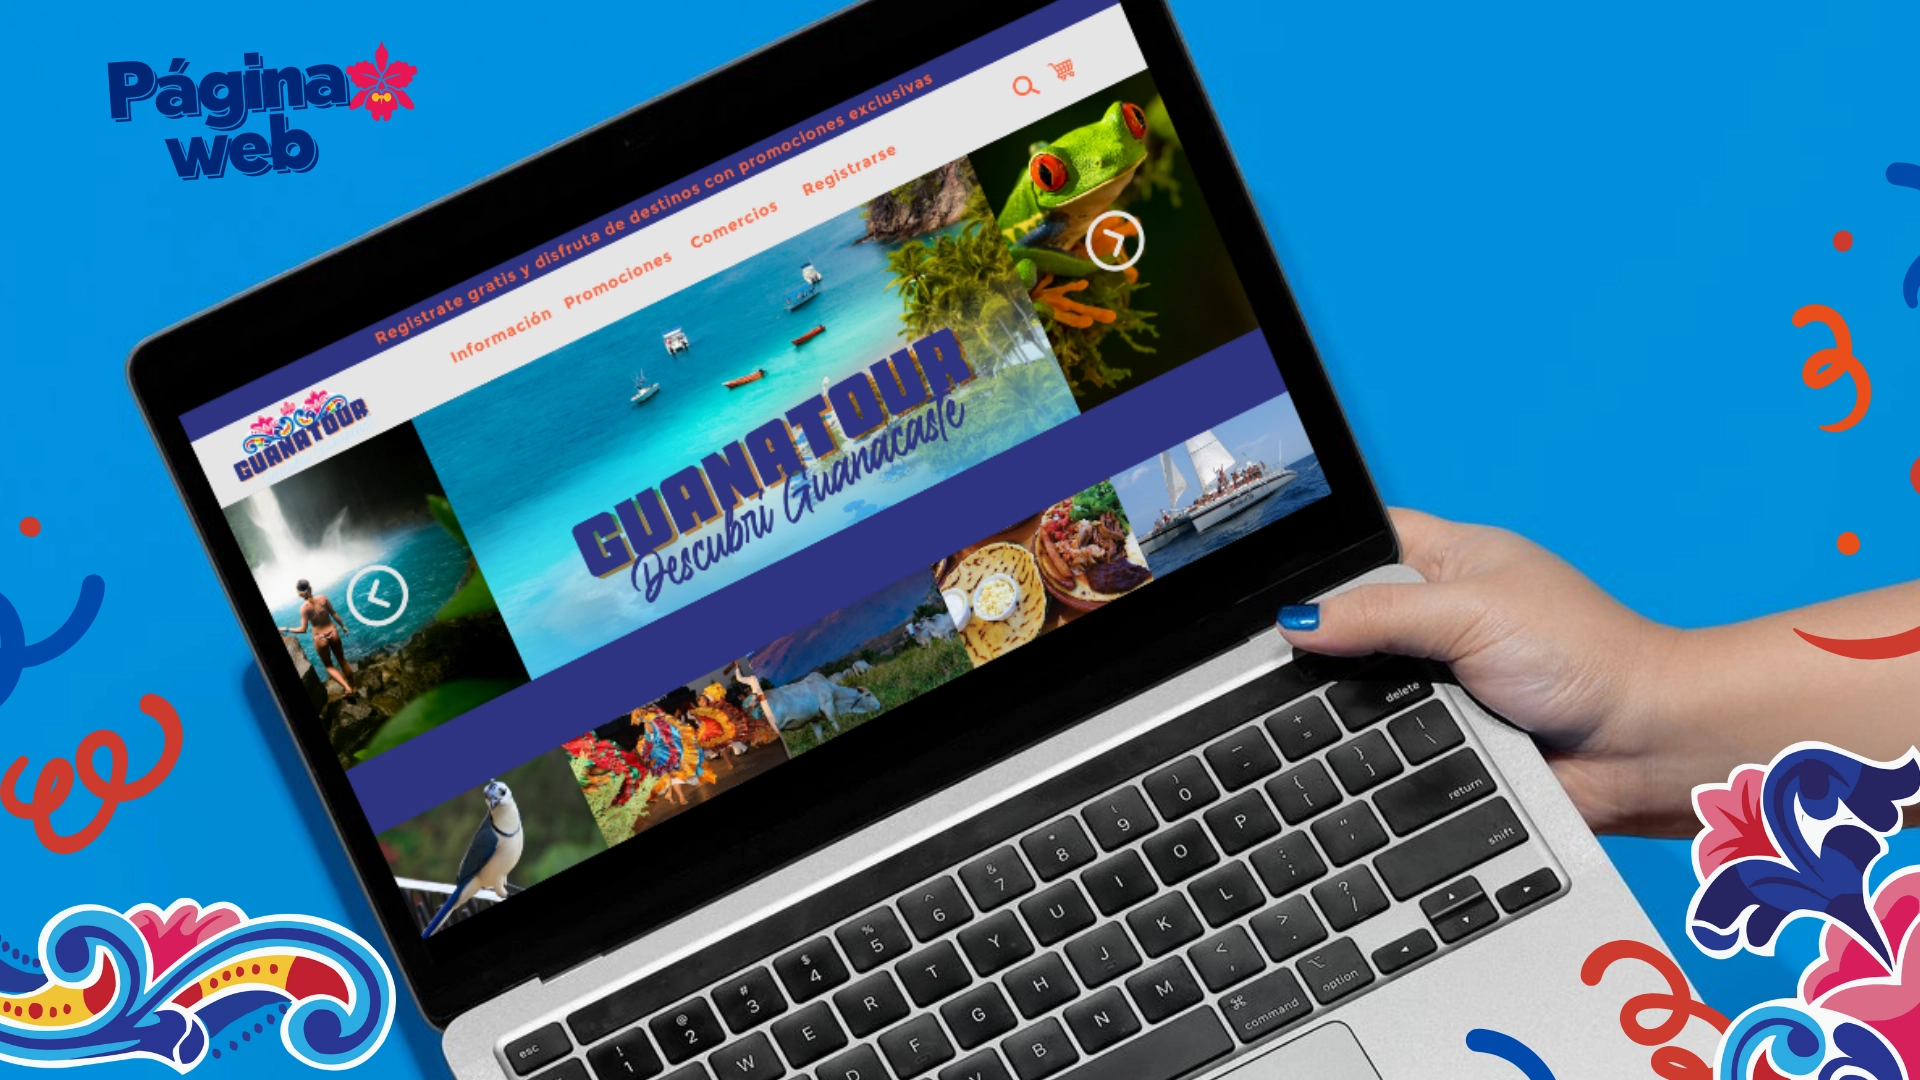 Página
web
Registrate gratis y disfruta de destinos con promociones exclusivas
Información Promociones Comercios Registrarse
GUANATOUR
GUANATOUR
Descubrí Guanacaste
esc
! 1
@ 2
# 3
$ 4
% 5
^ 6
& 7
* 8
( 9
) 0
— -
+ =
delete
W E R T Y U I O P { [ } ] | \
D F G H J K L : ; " '
return
V B N M < , > . ? /
shift
⌘ command
⌥ option